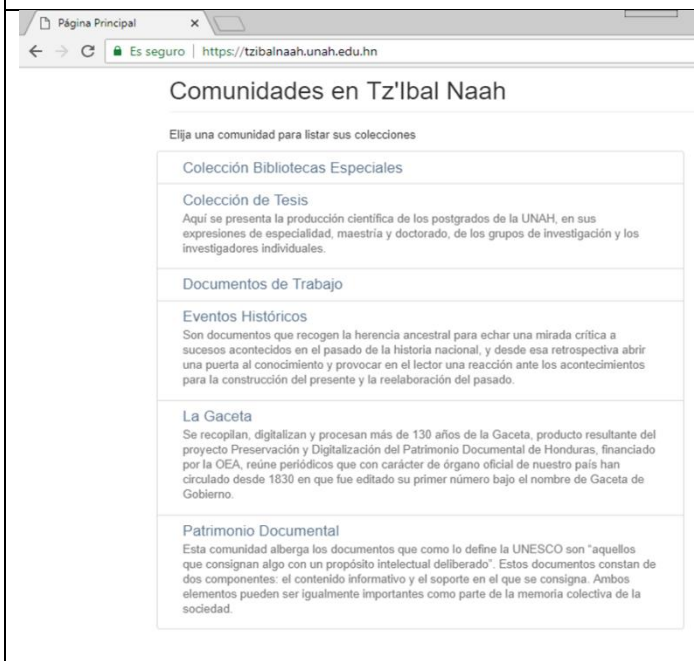 Página Principal
Es seguro | https://tzibalnaah.unah.edu.hn
Comunidades en Tz'Ibal Naah
Elija una comunidad para listar sus colecciones
Colección Bibliotecas Especiales
Colección de Tesis
Aquí se presenta la producción científica de los postgrados de la UNAH, en sus
expresiones de especialidad, maestría y doctorado, de los grupos de investigación y los
investigadores individuales.
Documentos de Trabajo
Eventos Históricos
Son documentos que recogen la herencia ancestral para echar una mirada crítica a
sucesos acontecidos en el pasado de la historia nacional, y desde esa retrospectiva abrir
una puerta al conocimiento y provocar en el lector una reacción ante los acontecimientos
para la construcción del presente y la reelaboración del pasado.
La Gaceta
Se recopilan, digitalizan y procesan más de 130 años de la Gaceta, producto resultante del
proyecto Preservación y Digitalización del Patrimonio Documental de Honduras, financiado
por la OEA, reúne periódicos que con carácter de órgano oficial de nuestro país han
circulado desde 1830 en que fue editado su primer número bajo el nombre de Gaceta de
Gobierno.
Patrimonio Documental
Esta comunidad alberga los documentos que como lo define la UNESCO son “aquellos
que consignan algo con un propósito intelectual deliberado”. Estos documentos constan de
dos componentes: el contenido informativo y el soporte en el que se consigna. Ambos
elementos pueden ser igualmente importantes como parte de la memoria colectiva de la
sociedad.